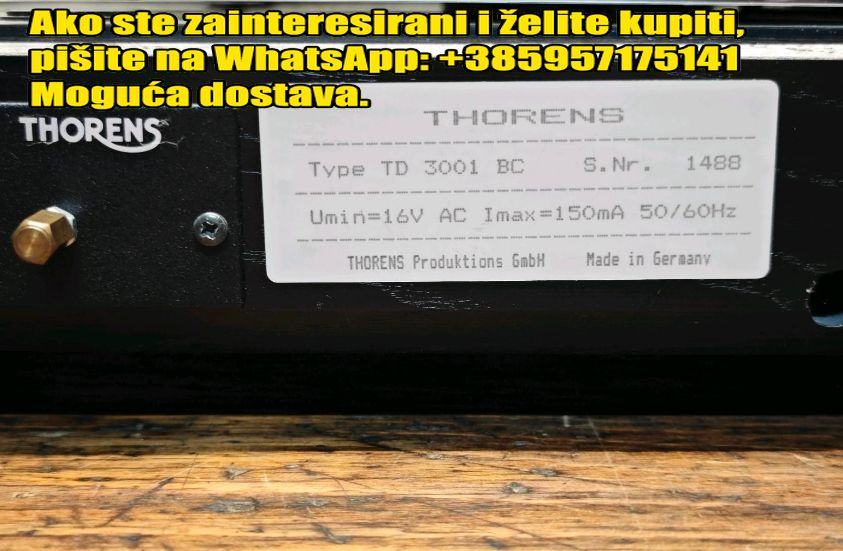 Ako ste zainteresirani i želite kupiti,
pišite na WhatsApp: +385957175141
Moguća dostava.
THORENS
THORENS
Type TD 3001 BC S.Nr. 1488
Umin=16V AC Imax=150mA 50/60Hz
THORENS Produktions GmbH Made in Germany